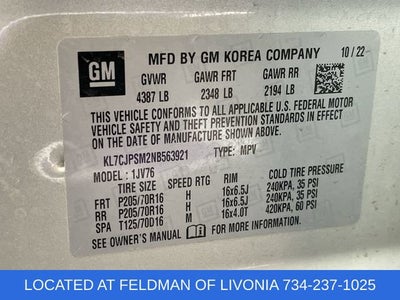 GM
MFD BY GM KOREA COMPANY 10/22
GVWR GAWR FRT GAWR RR
4387 LB 2348 LB 2194 LB
THIS VEHICLE CONFORMS TO ALL APPLICABLE U.S. FEDERAL MOTOR
VEHICLE SAFETY, AND THEFT PREVENTION STANDARDS IN EFFECT ON
THE DATE OF MANUFACTURE SHOWN ABOVE.
KL7CJPSM2NB563921 TYPE: MPV
MODEL: 1JV76
TIRE SIZE SPEED RTG RIM COLD TIRE PRESSURE
FRT P205/70R16 H 16x6.5J 240KPA, 35 PSI
RR P205/70R16 H 16x6.5J 240KPA, 35 PSI
SPA T125/70D16 M 16x4.0T 420KPA, 60 PSI
SEE OWNER'S MANUAL FOR MORE INFORMATION.
LOCATED AT FELDMAN OF LIVONIA 734-237-1025